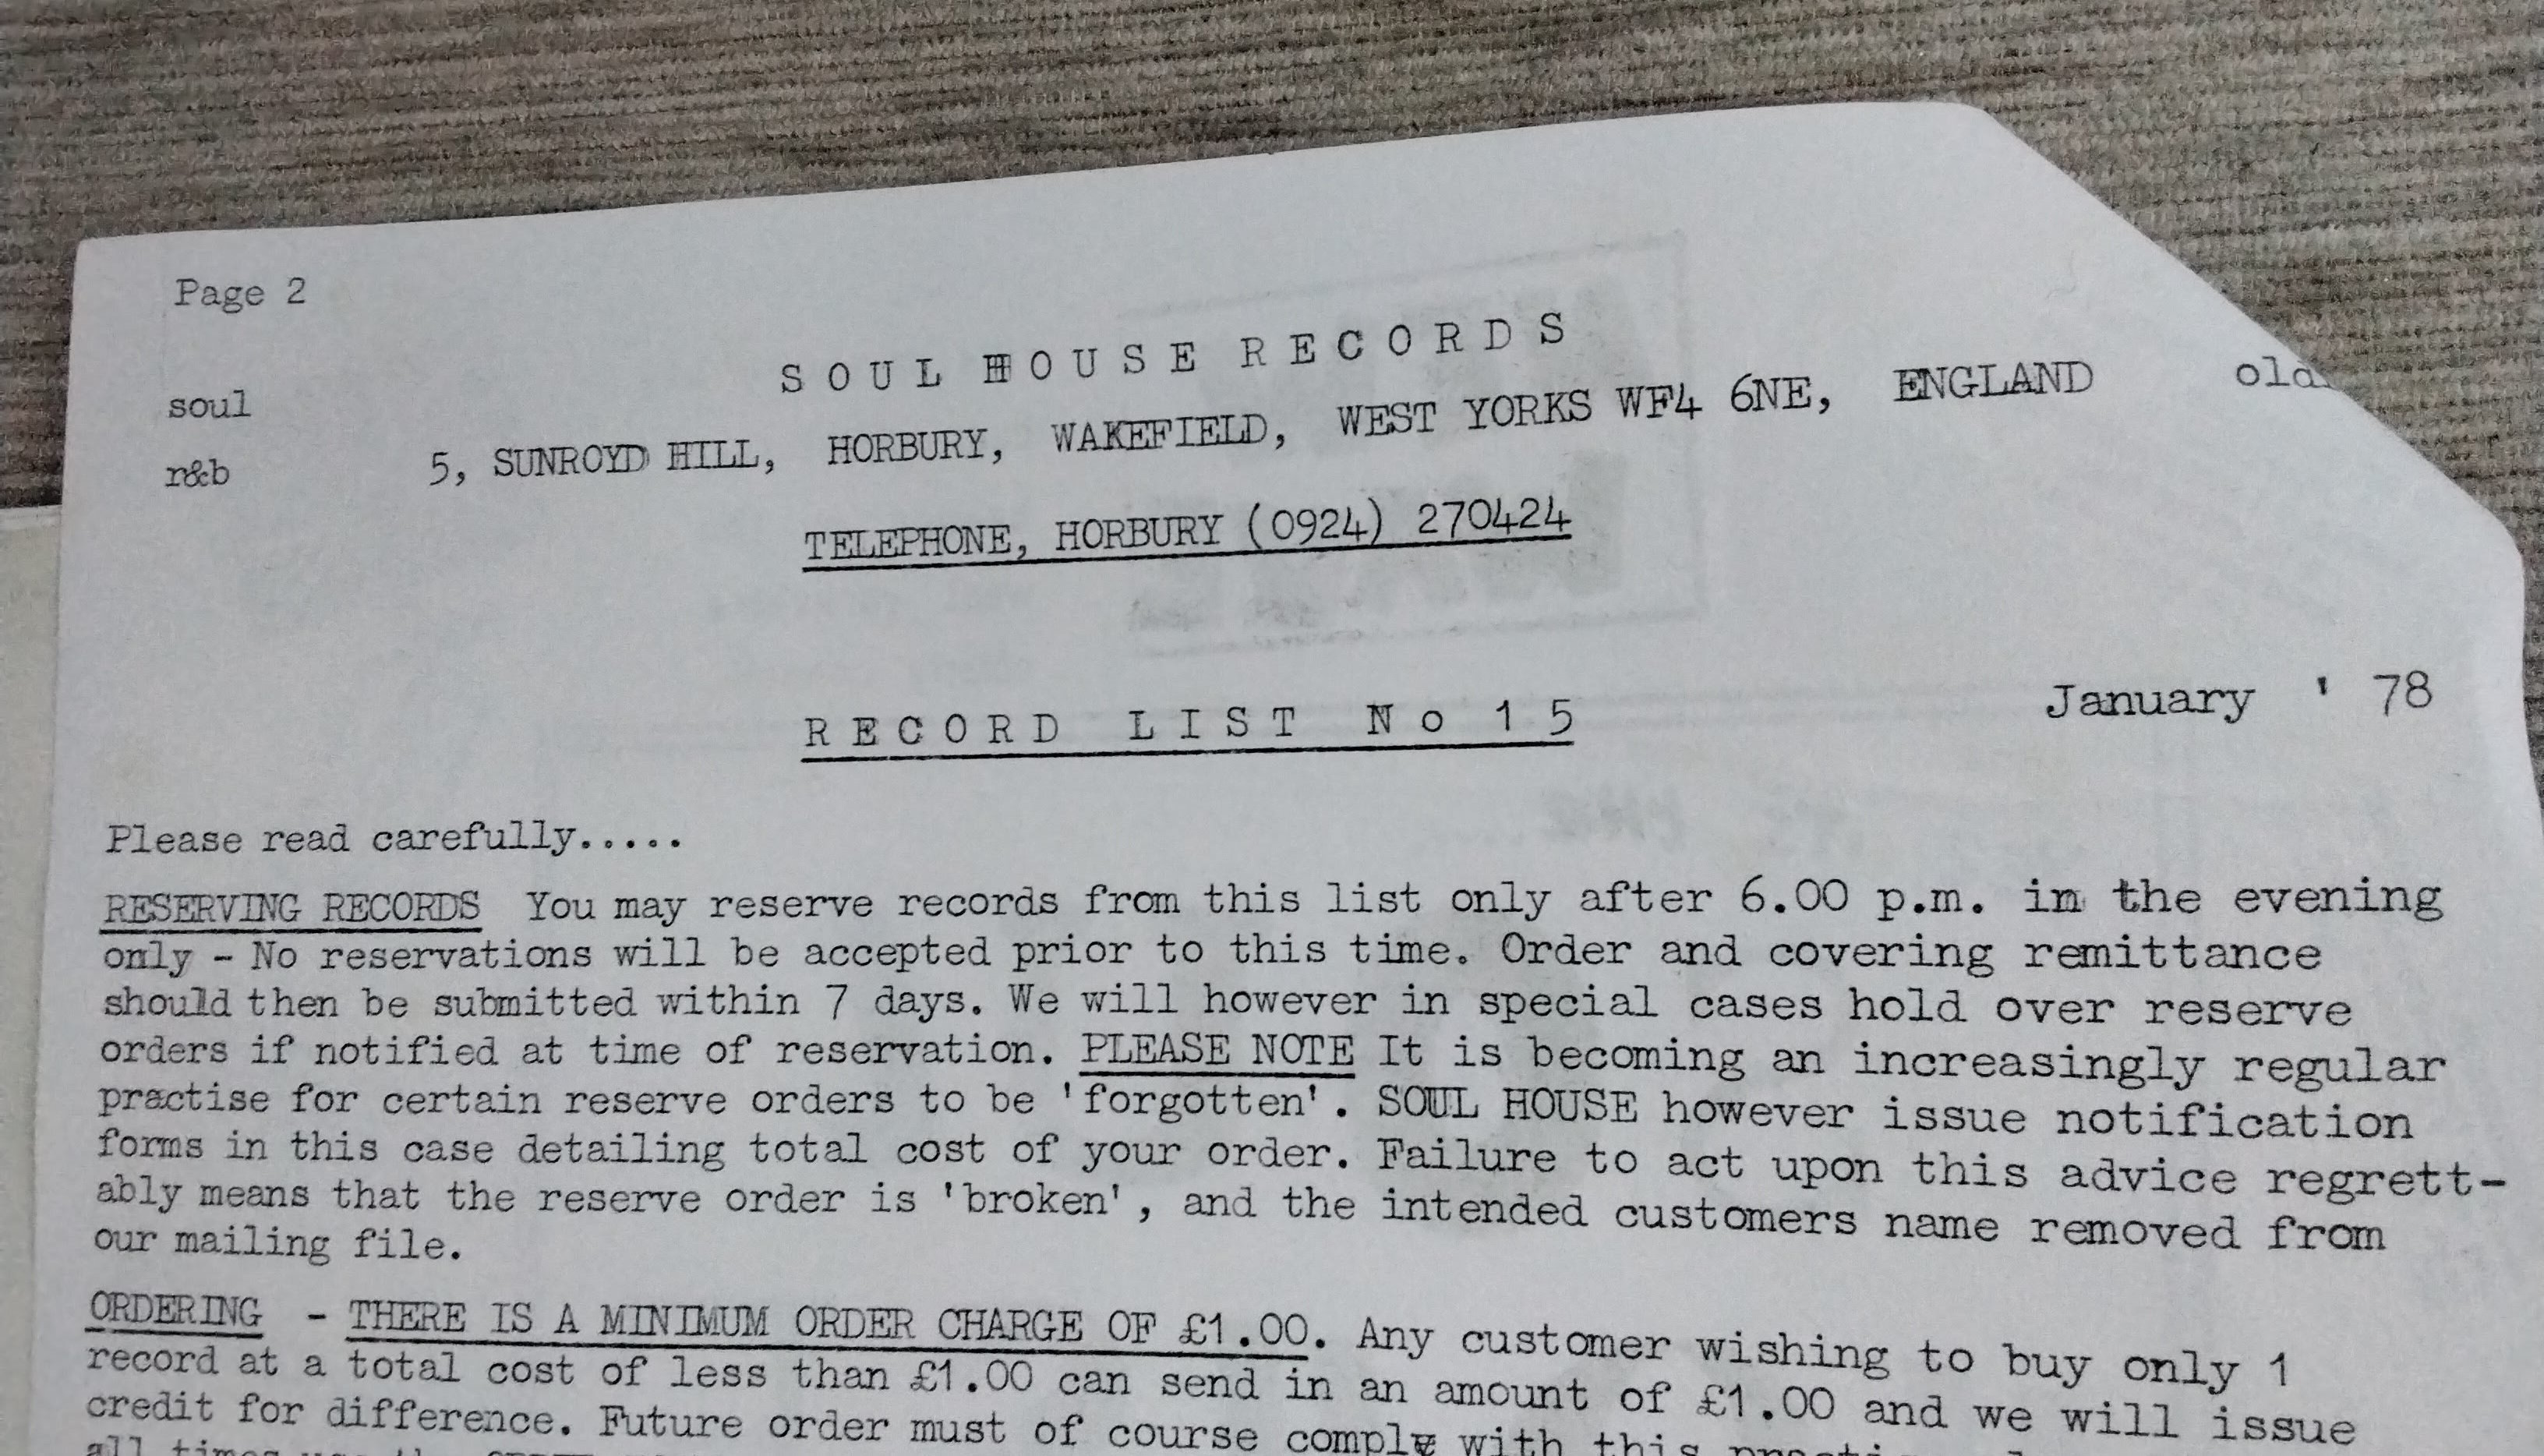 Page 2
SOUL HOUSE RECORDS
soul
r&b
5, SUNROYD HILL, HORBURY, WAKEFIELD, WEST YORKS WF4 6NE, ENGLAND
TELEPHONE, HORBURY (0924) 270424
RECORD LIST No 15
January ' 78
Please read carefully.....
RESERVING RECORDS You may reserve records from this list only after 6.00 p.m. in the evening
only - No reservations will be accepted prior to this time. Order and covering remittance
should then be submitted within 7 days. We will however in special cases hold over reserve
orders if notified at time of reservation. PLEASE NOTE It is becoming an increasingly regular
practise for certain reserve orders to be 'forgotten'. SOUL HOUSE however issue notification
forms in this case detailing total cost of your order. Failure to act upon this advice regrett-
ably means that the reserve order is 'broken', and the intended customers name removed from
our mailing file.
ORDERING - THERE IS A MINIMUM ORDER CHARGE OF £1.00. Any customer wishing to buy only 1
record at a total cost of less than £1.00 can send in an amount of £1.00 and we will issue
credit for difference. Future order must of course comply with this
all times